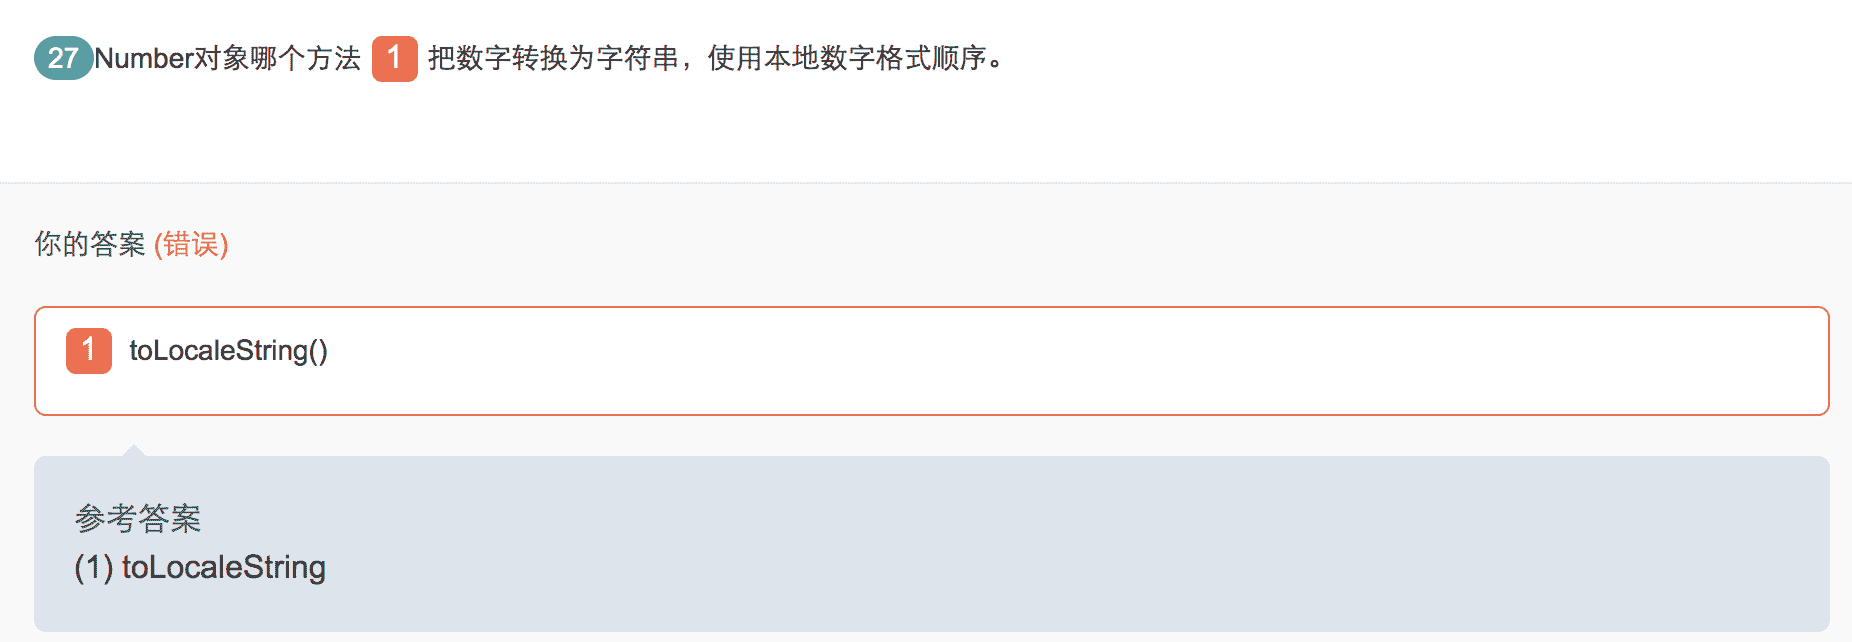 27Number对象哪个方法 1 把数字转换为字符串，使用本地数字格式顺序。
你的答案 (错误)
1 toLocaleString()
参考答案
(1) toLocaleString